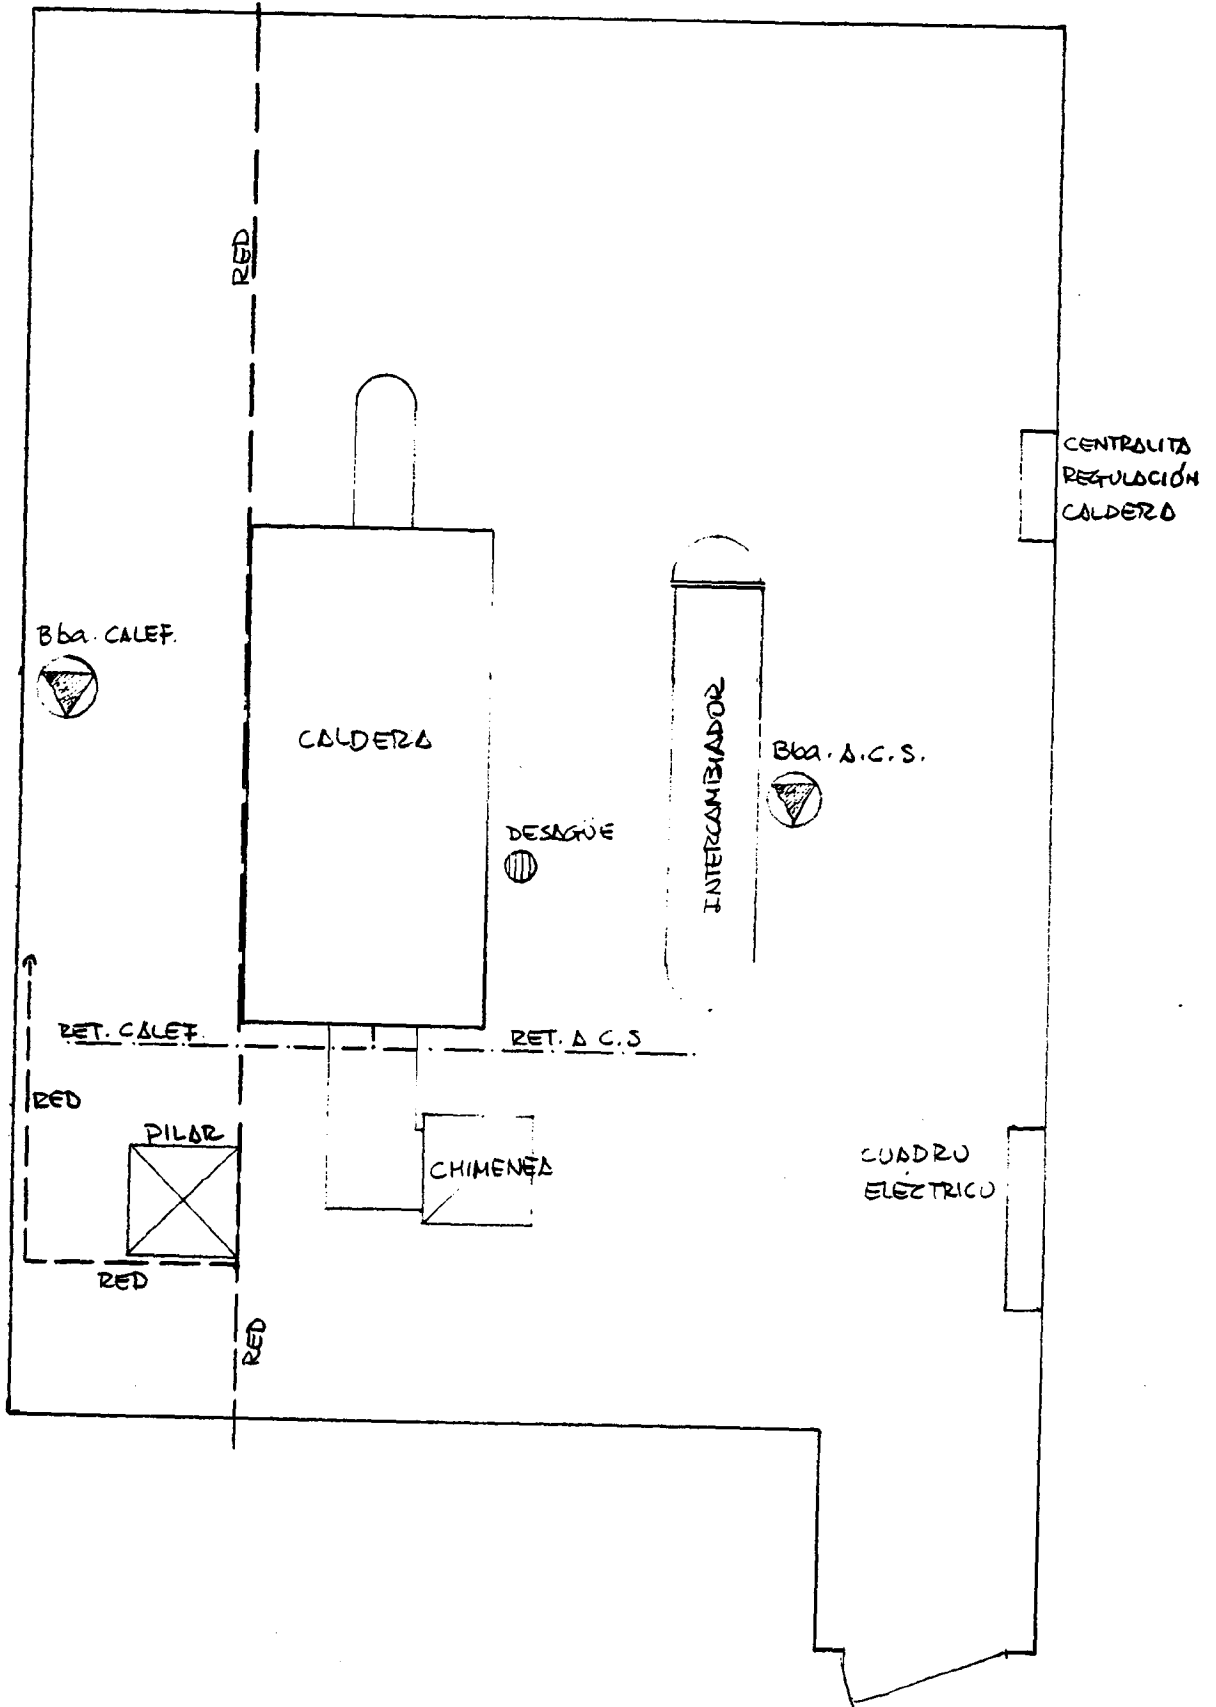 RED
CENTRALITA
REGULACIÓN
CALDERA
Bba. CALEF.
CALDERA
INTERCAMBIADOR
Bba. A.C.S.
DESAGÜE
RET. CALEF.
RET. A C.S
RED
PILAR
CHIMENEA
CUADRO
ELÉCTRICO
RED
RED